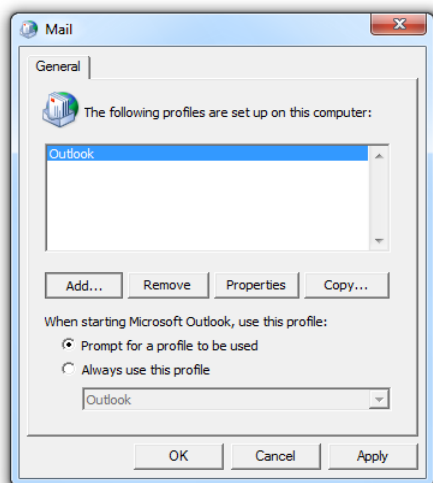 Mail
General
The following profiles are set up on this computer:
Outlook
Add... Remove Properties Copy...
When starting Microsoft Outlook, use this profile:
Prompt for a profile to be used
Always use this profile
Outlook
OK Cancel Apply